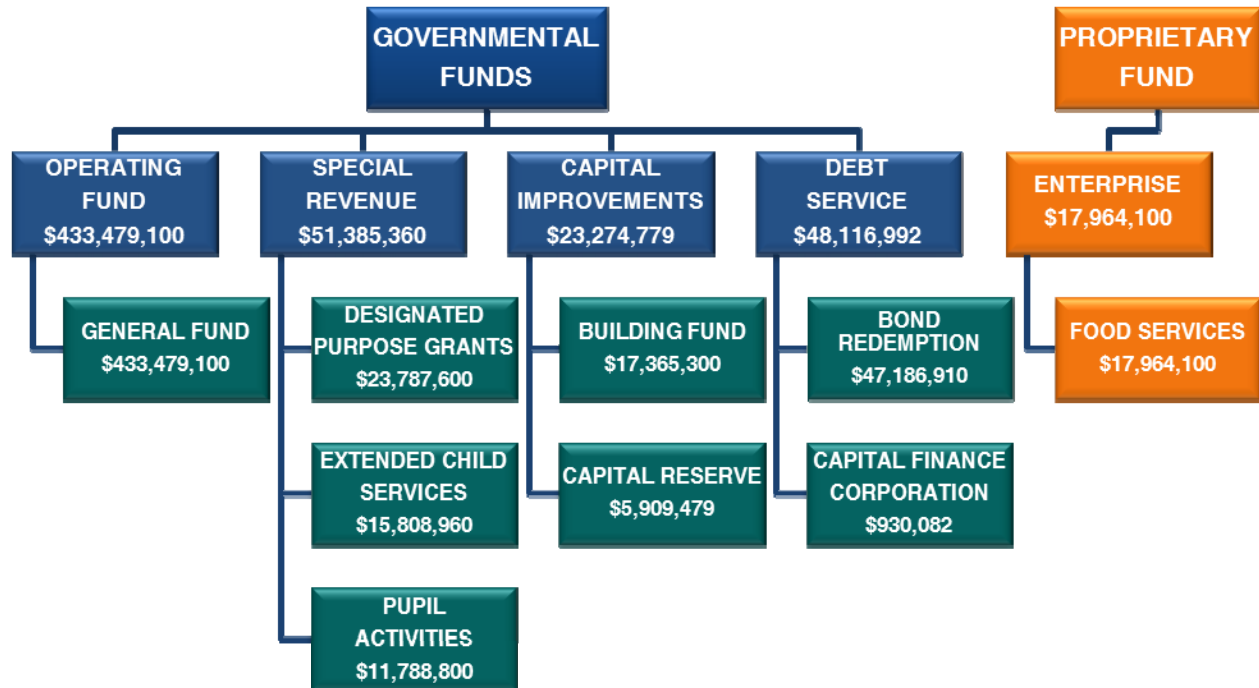 GOVERNMENTAL
FUNDS
PROPRIETARY
FUND
OPERATING
FUND
$433,479,100
SPECIAL
REVENUE
$51,385,360
CAPITAL
IMPROVEMENTS
$23,274,779
DEBT
SERVICE
$48,116,992
ENTERPRISE
$17,964,100
GENERAL FUND
$433,479,100
DESIGNATED
PURPOSE GRANTS
$23,787,600
BUILDING FUND
$17,365,300
BOND
REDEMPTION
$47,186,910
FOOD SERVICES
$17,964,100
EXTENDED CHILD
SERVICES
$15,808,960
CAPITAL RESERVE
$5,909,479
CAPITAL FINANCE
CORPORATION
$930,082
PUPIL
ACTIVITIES
$11,788,800